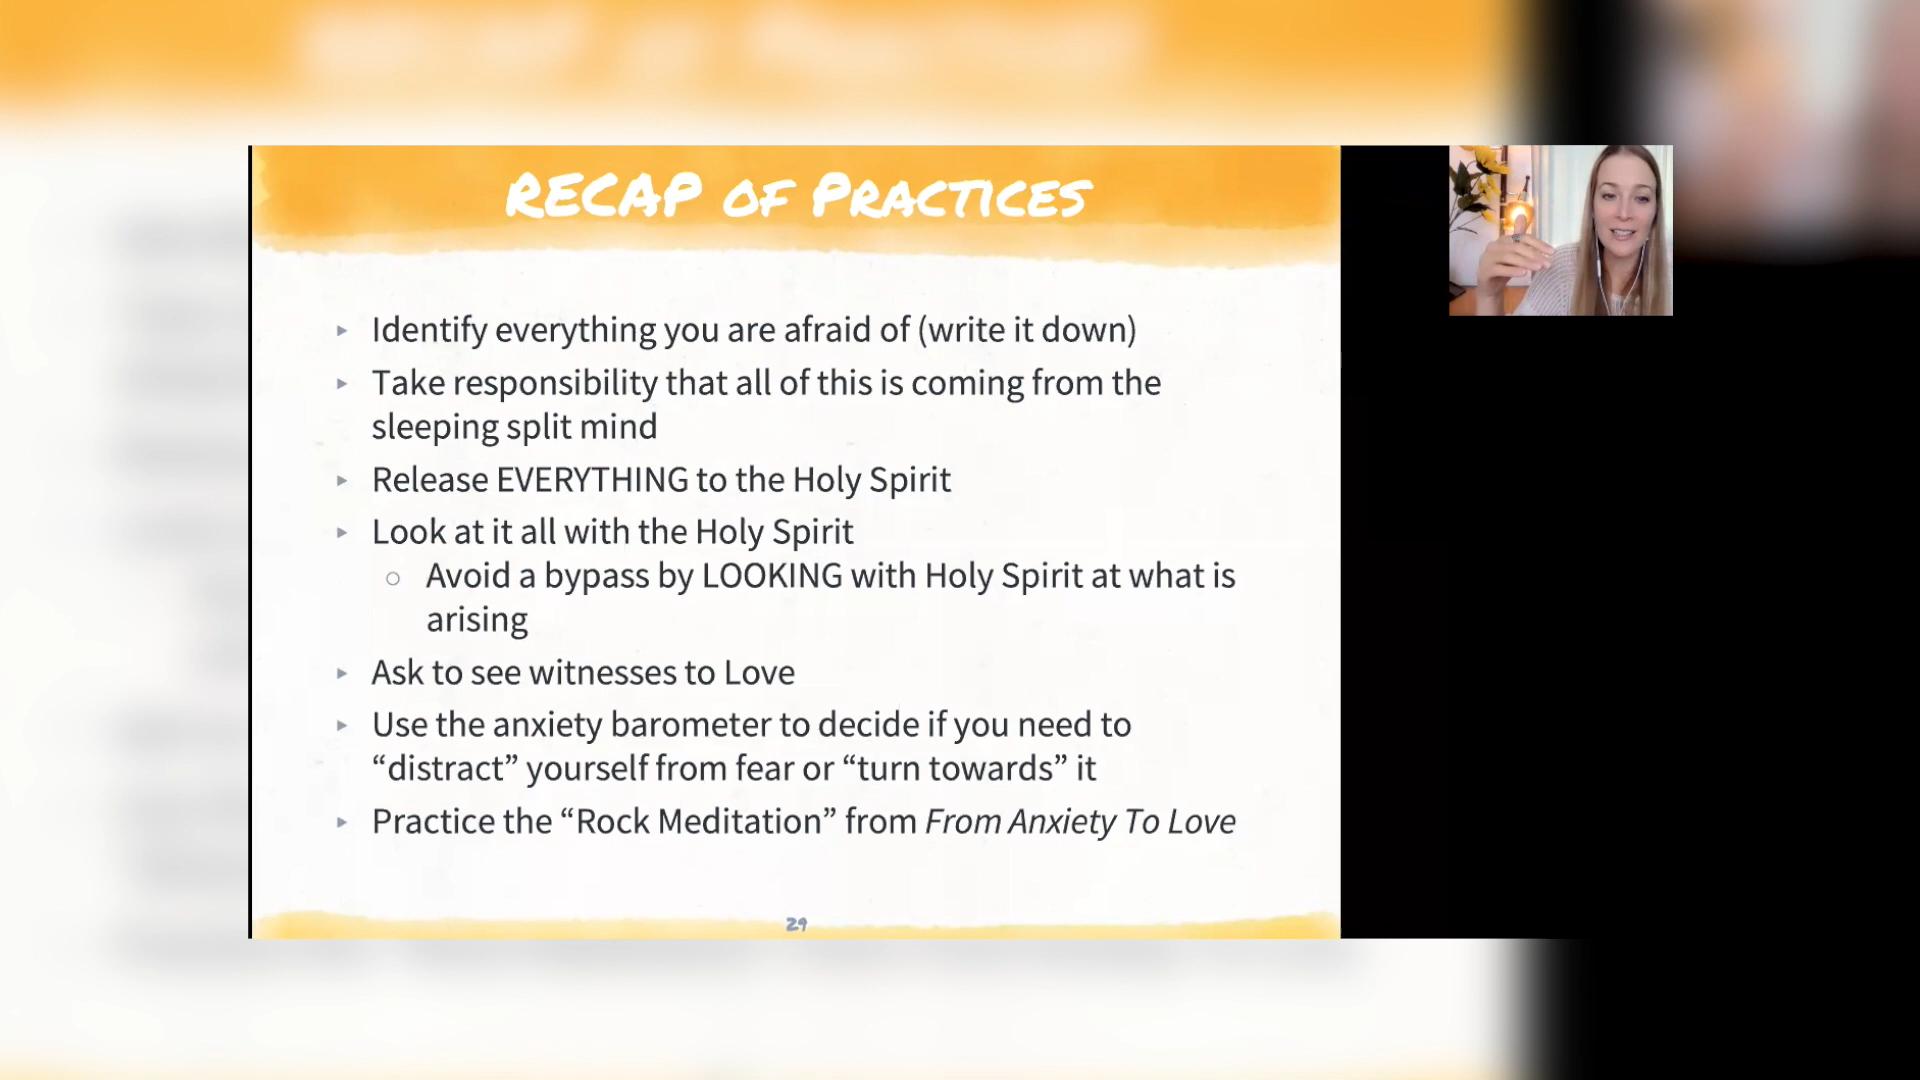 RECAP OF PRACTICES
Identify everything you are afraid of (write it down)
Take responsibility that all of this is coming from the
sleeping split mind
Release EVERYTHING to the Holy Spirit
Look at it all with the Holy Spirit
Avoid a bypass by LOOKING with Holy Spirit at what is
arising
Ask to see witnesses to Love
Use the anxiety barometer to decide if you need to
“distract” yourself from fear or “turn towards” it
Practice the “Rock Meditation” from From Anxiety To Love
29